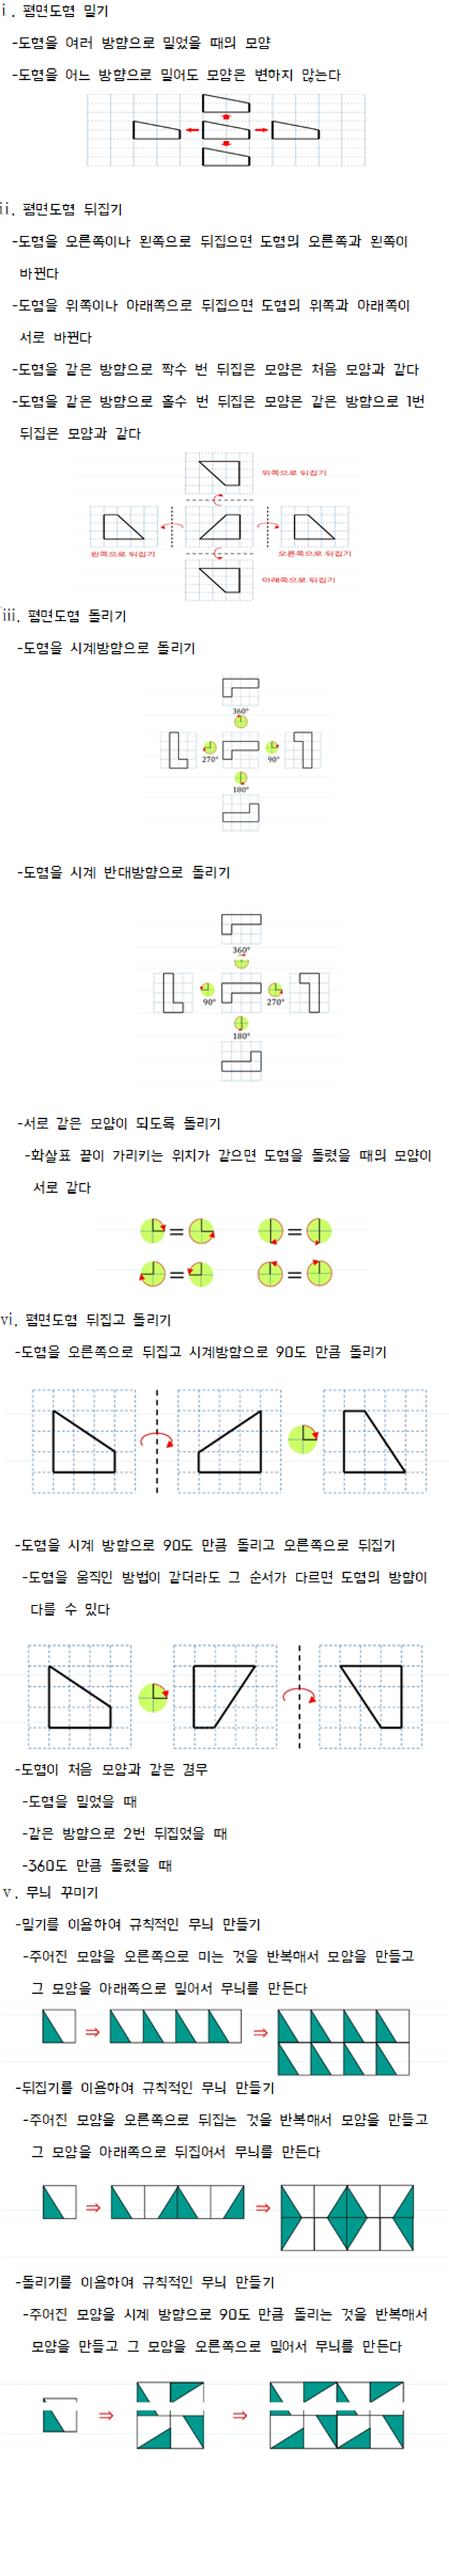 ⅰ. 평면도형 밀기
-도형을 여러 방향으로 밀었을 때의 모양
-도형을 어느 방향으로 밀어도 모양은 변하지 않는다
ⅱ. 평면도형 뒤집기
-도형을 오른쪽이나 왼쪽으로 뒤집으면 도형의 오른쪽과 왼쪽이
바뀐다
-도형을 위쪽이나 아래쪽으로 뒤집으면 도형의 위쪽과 아래쪽이
서로 바뀐다
-도형을 같은 방향으로 짝수 번 뒤집은 모양은 처음 모양과 같다
-도형을 같은 방향으로 홀수 번 뒤집은 모양은 같은 방향으로 1번
뒤집은 모양과 같다
위쪽으로 뒤집기
왼쪽으로 뒤집기
오른쪽으로 뒤집기
아래쪽으로 뒤집기
ⅲ. 평면도형 돌리기
-도형을 시계방향으로 돌리기
360°
270°
90°
180°
-도형을 시계 반대방향으로 돌리기
360°
90°
270°
180°
-서로 같은 모양이 되도록 돌리기
-화살표 끝이 가리키는 위치가 같으면 도형을 돌렸을 때의 모양이
서로 같다
= =
= =
ⅵ. 평면도형 뒤집고 돌리기
-도형을 오른쪽으로 뒤집고 시계방향으로 90도 만큼 돌리기
-도형을 시계 방향으로 90도 만큼 돌리고 오른쪽으로 뒤집기
-도형을 움직인 방법이 같더라도 그 순서가 다르면 도형의 방향이
다를 수 있다
-도형이 처음 모양과 같은 경우
-도형을 밀었을 때
-같은 방향으로 2번 뒤집었을 때
-360도 만큼 돌렸을 때
ⅴ. 무늬 꾸미기
-밀기를 이용하여 규칙적인 무늬 만들기
-주어진 모양을 오른쪽으로 미는 것을 반복해서 모양을 만들고
그 모양을 아래쪽으로 밀어서 무늬를 만든다
-뒤집기를 이용하여 규칙적인 무늬 만들기
-주어진 모양을 오른쪽으로 뒤집는 것을 반복해서 모양을 만들고
그 모양을 아래쪽으로 뒤집어서 무늬를 만든다
-돌리기를 이용하여 규칙적인 무늬 만들기
-주어진 모양을 시계 방향으로 90도 만큼 돌리는 것을 반복해서
모양을 만들고 그 모양을 오른쪽으로 밀어서 무늬를 만든다